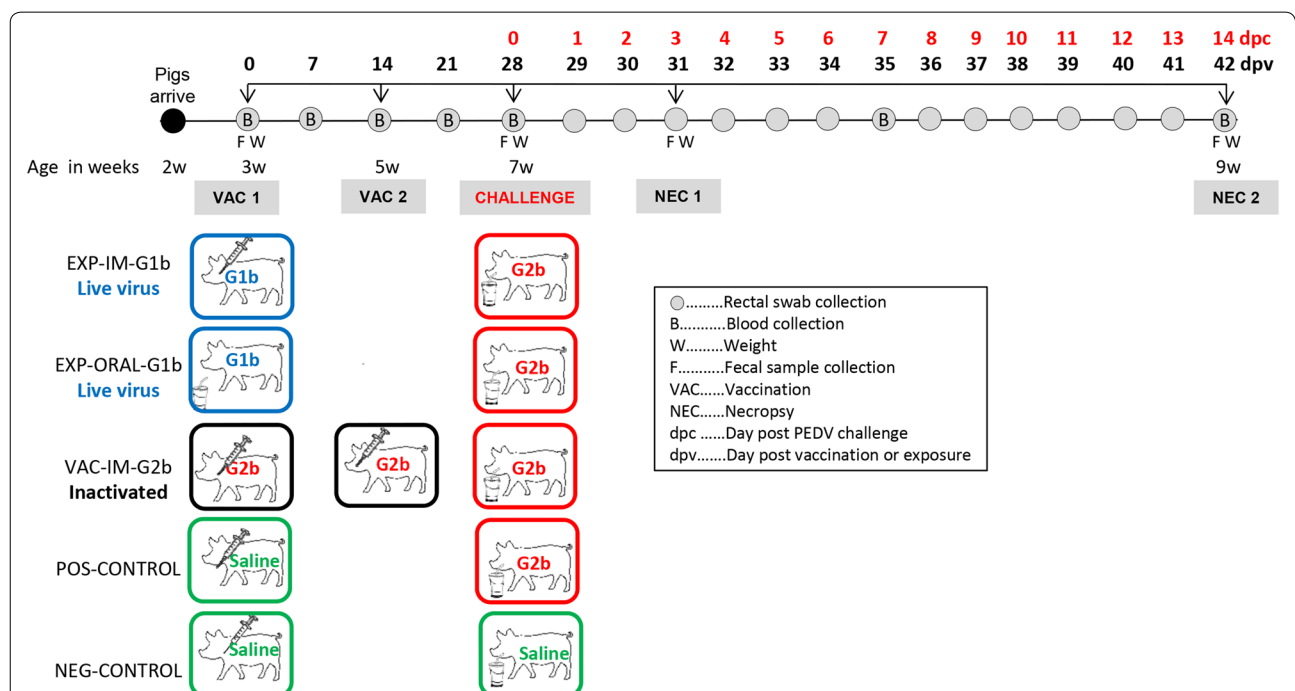 0 1 2 3 4 5 6 7 8 9 10 11 12 13 14 dpc
0 7 14 21 28 29 30 31 32 33 34 35 36 37 38 39 40 41 42 dpv
Pigs
arrive
B B B B B B B
F W F W F W F W
Age in weeks 2w 3w 5w 7w 9w
VAC 1 VAC 2 CHALLENGE NEC 1 NEC 2
EXP-IM-G1b
Live virus
G1b G2b
EXP-ORAL-G1b
Live virus
G1b G2b
VAC-IM-G2b
Inactivated
G2b G2b G2b
POS-CONTROL
Saline G2b
NEG-CONTROL
Saline Saline
.........Rectal swab collection
B...........Blood collection
W.........Weight
F.........Fecal sample collection
VAC......Vaccination
NEC......Necropsy
dpc ......Day post PEDV challenge
dpv.......Day post vaccination or exposure